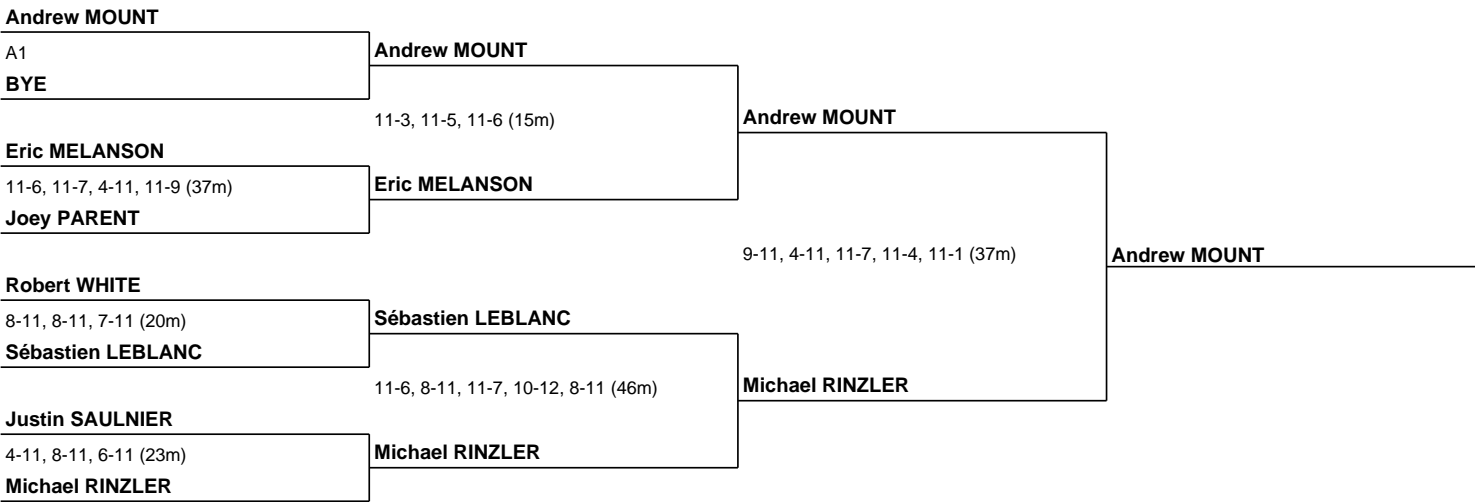 Andrew MOUNT
A1
BYE
Andrew MOUNT
11-3, 11-5, 11-6 (15m)
Andrew MOUNT
Eric MELANSON
11-6, 11-7, 4-11, 11-9 (37m)
Joey PARENT
Eric MELANSON
9-11, 4-11, 11-7, 11-4, 11-1 (37m)
Andrew MOUNT
Robert WHITE
8-11, 8-11, 7-11 (20m)
Sébastien LEBLANC
Sébastien LEBLANC
11-6, 8-11, 11-7, 10-12, 8-11 (46m)
Michael RINZLER
Justin SAULNIER
4-11, 8-11, 6-11 (23m)
Michael RINZLER
Michael RINZLER